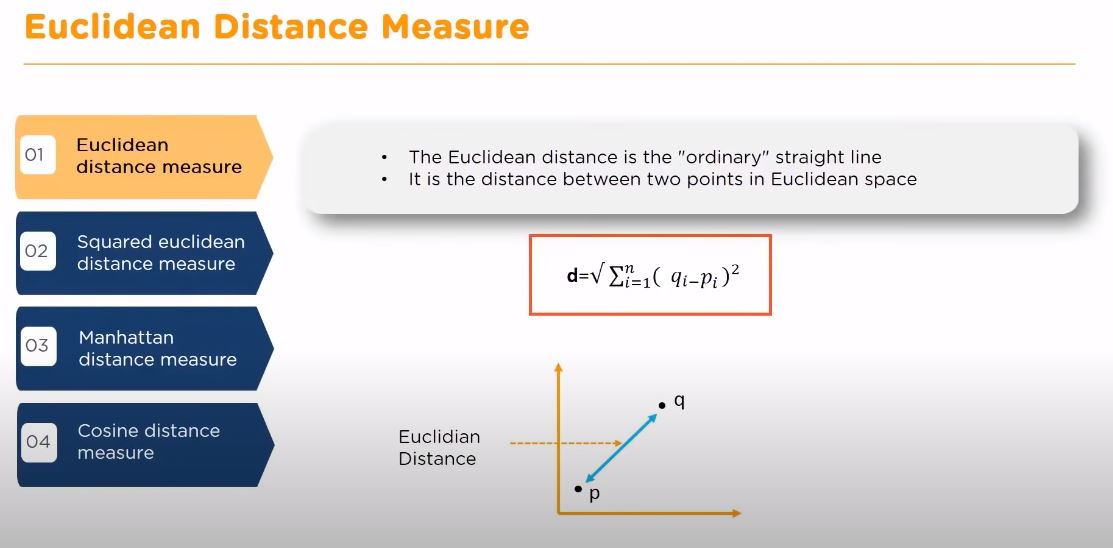 Euclidean Distance Measure
01
Euclidean
distance measure
02
Squared euclidean
distance measure
03
Manhattan
distance measure
04
Cosine distance
measure
• The Euclidean distance is the "ordinary" straight line
• It is the distance between two points in Euclidean space
d=√ ∑ⁿᵢ₌₁( qᵢ₋pᵢ )²
q
Euclidian
Distance
p